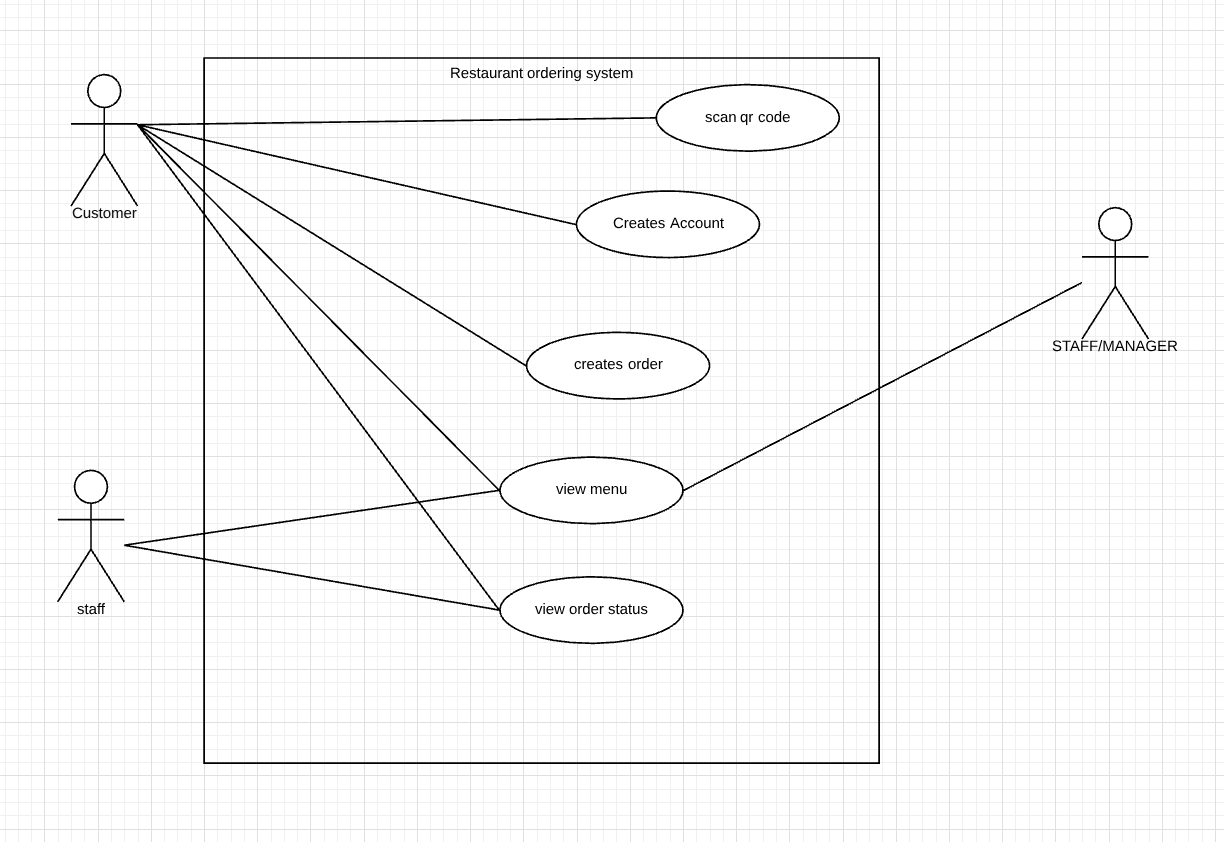 Restaurant ordering system
scan qr code
Customer
Creates Account
STAFF/MANAGER
creates order
view menu
staff
view order status